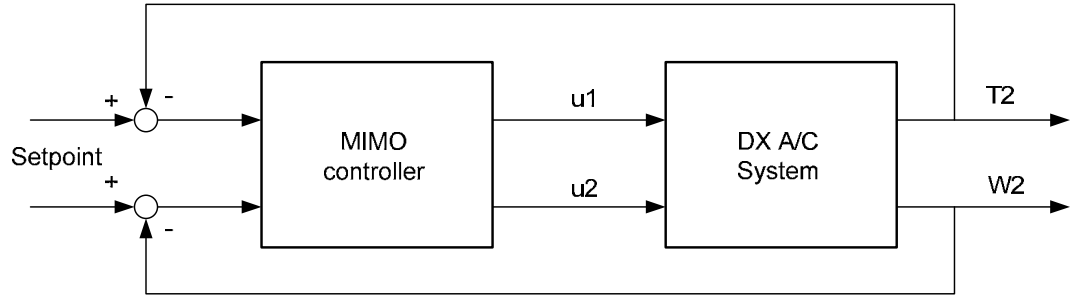 +
-
u1
T2
Setpoint
MIMO
controller
DX A/C
System
+
-
u2
W2